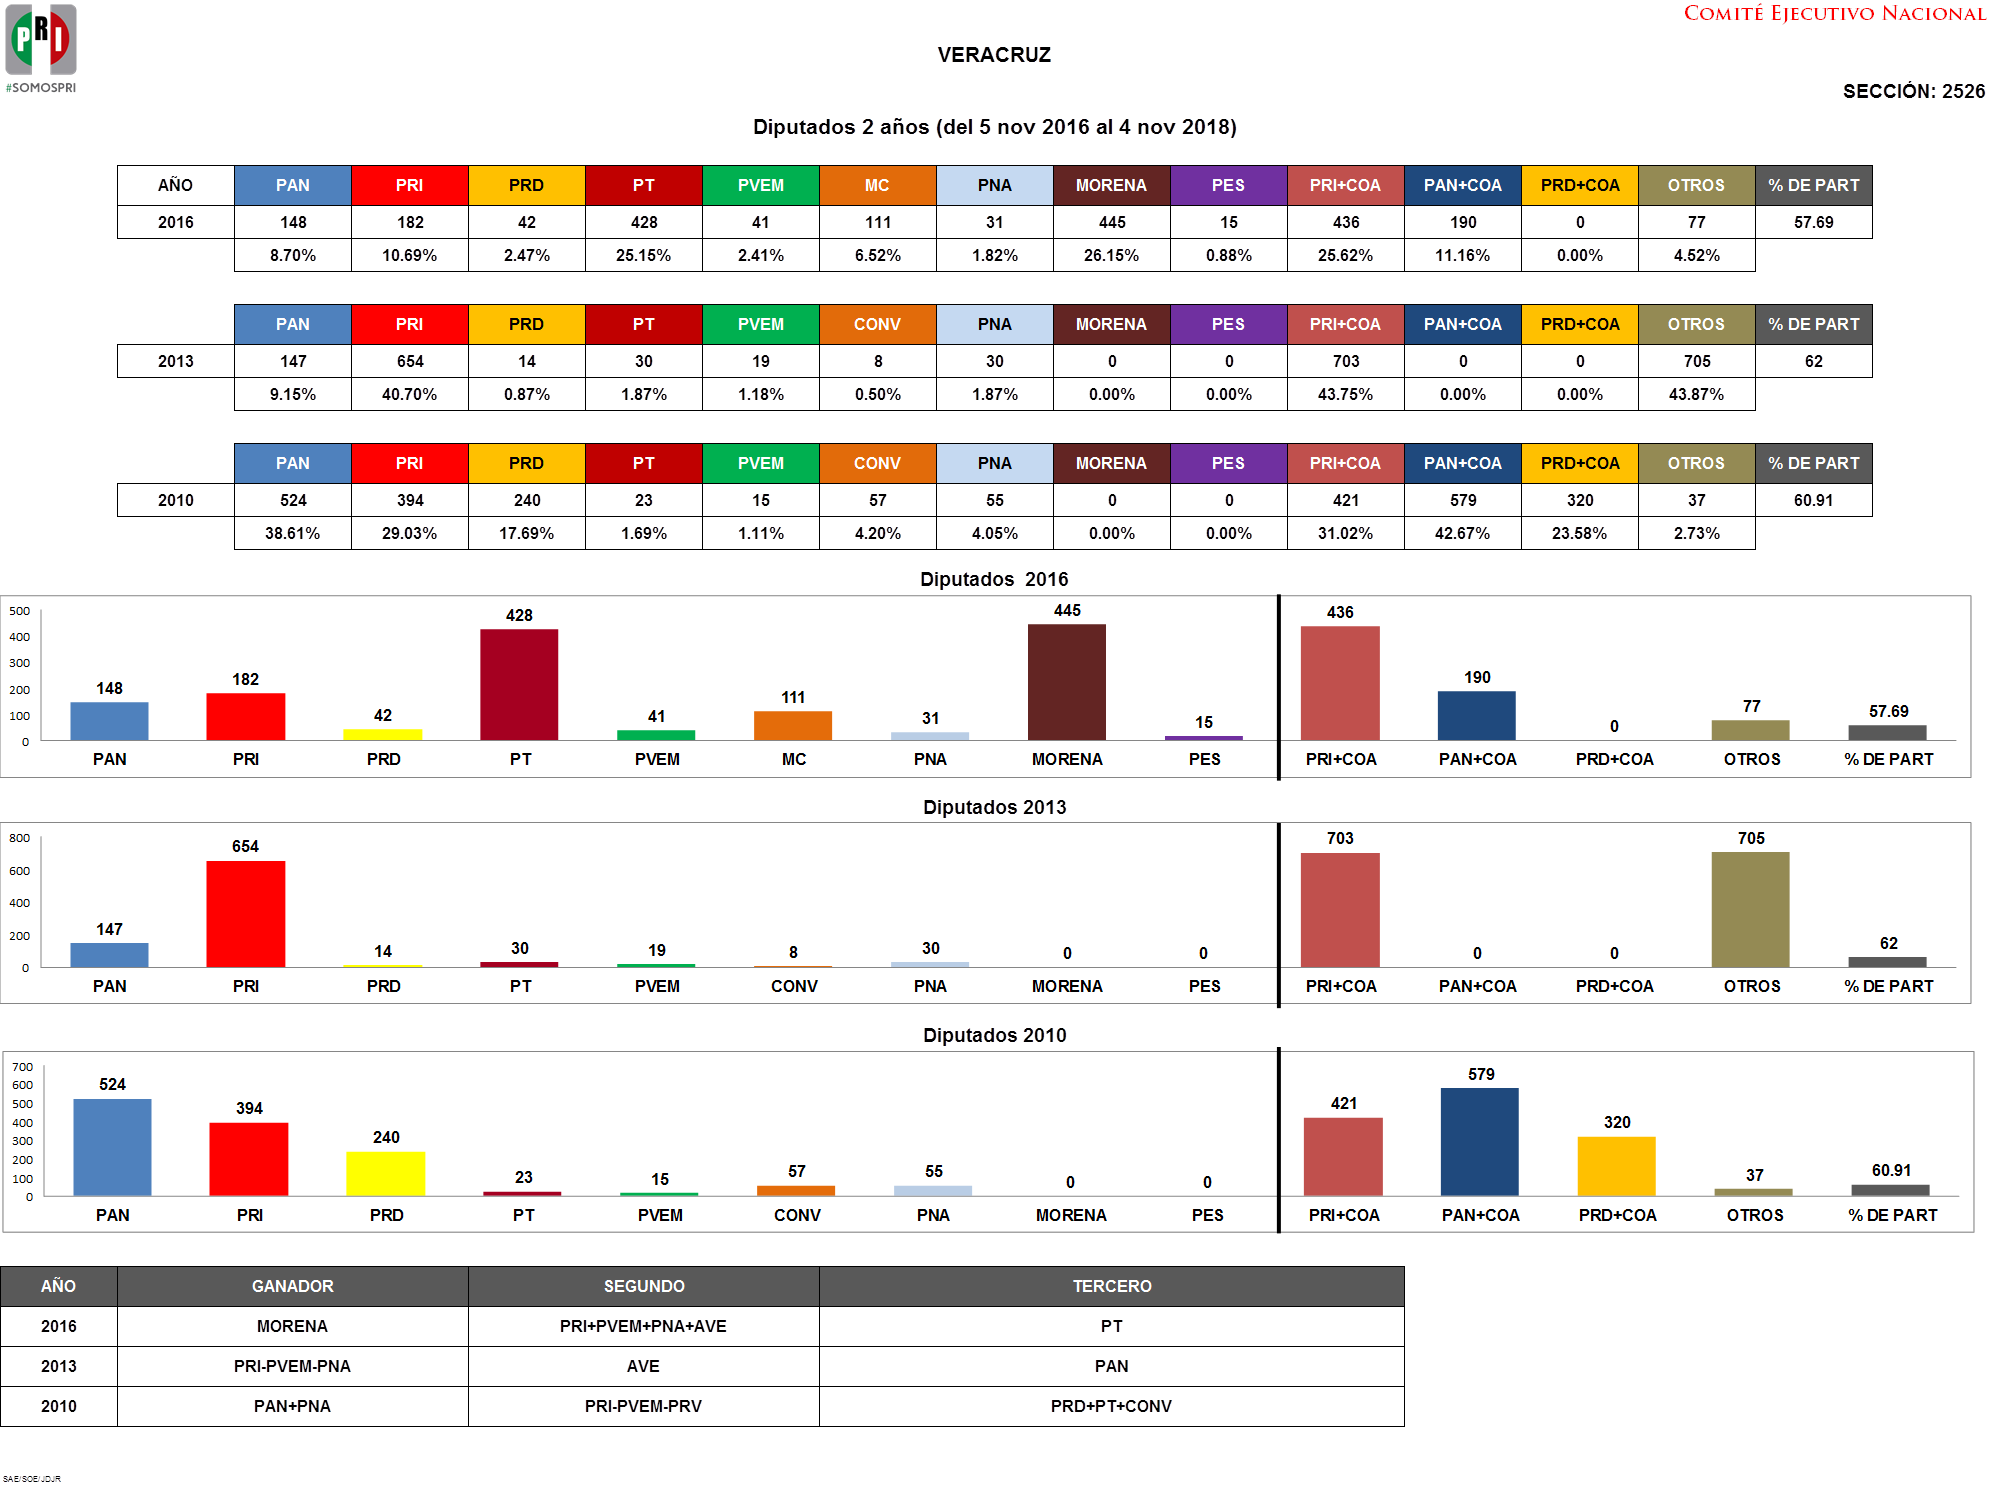 COMITÉ EJECUTIVO NACIONAL
PRI
#SOMOSPRI
VERACRUZ
SECCIÓN: 2526
Diputados 2 años (del 5 nov 2016 al 4 nov 2018)
AÑO PAN PRI PRD PT PVEM MC PNA MORENA PES PRI+COA PAN+COA PRD+COA OTROS % DE PART
2016 148 182 42 428 41 111 31 445 15 436 190 0 77 57.69
8.70% 10.69% 2.47% 25.15% 2.41% 6.52% 1.82% 26.15% 0.88% 25.62% 11.16% 0.00% 4.52%
PAN PRI PRD PT PVEM CONV PNA MORENA PES PRI+COA PAN+COA PRD+COA OTROS % DE PART
2013 147 654 14 30 19 8 30 0 0 703 0 0 705 62
9.15% 40.70% 0.87% 1.87% 1.18% 0.50% 1.87% 0.00% 0.00% 43.75% 0.00% 0.00% 43.87%
PAN PRI PRD PT PVEM CONV PNA MORENA PES PRI+COA PAN+COA PRD+COA OTROS % DE PART
2010 524 394 240 23 15 57 55 0 0 421 579 320 37 60.91
38.61% 29.03% 17.69% 1.69% 1.11% 4.20% 4.05% 0.00% 0.00% 31.02% 42.67% 23.58% 2.73%
Diputados 2016
500
400
300
200
100
0
148 182 42 428 41 111 31 445 15 436 190 0 77 57.69
PAN PRI PRD PT PVEM MC PNA MORENA PES PRI+COA PAN+COA PRD+COA OTROS % DE PART
Diputados 2013
800
600
400
200
0
147 654 14 30 19 8 30 0 0 703 0 0 705 62
PAN PRI PRD PT PVEM CONV PNA MORENA PES PRI+COA PAN+COA PRD+COA OTROS % DE PART
Diputados 2010
700
600
500
400
300
200
100
0
524 394 240 23 15 57 55 0 0 421 579 320 37 60.91
PAN PRI PRD PT PVEM CONV PNA MORENA PES PRI+COA PAN+COA PRD+COA OTROS % DE PART
AÑO GANADOR SEGUNDO TERCERO
2016 MORENA PRI+PVEM+PNA+AVE PT
2013 PRI-PVEM-PNA AVE PAN
2010 PAN+PNA PRI-PVEM-PRV PRD+PT+CONV
SAE/SOE/JDJR